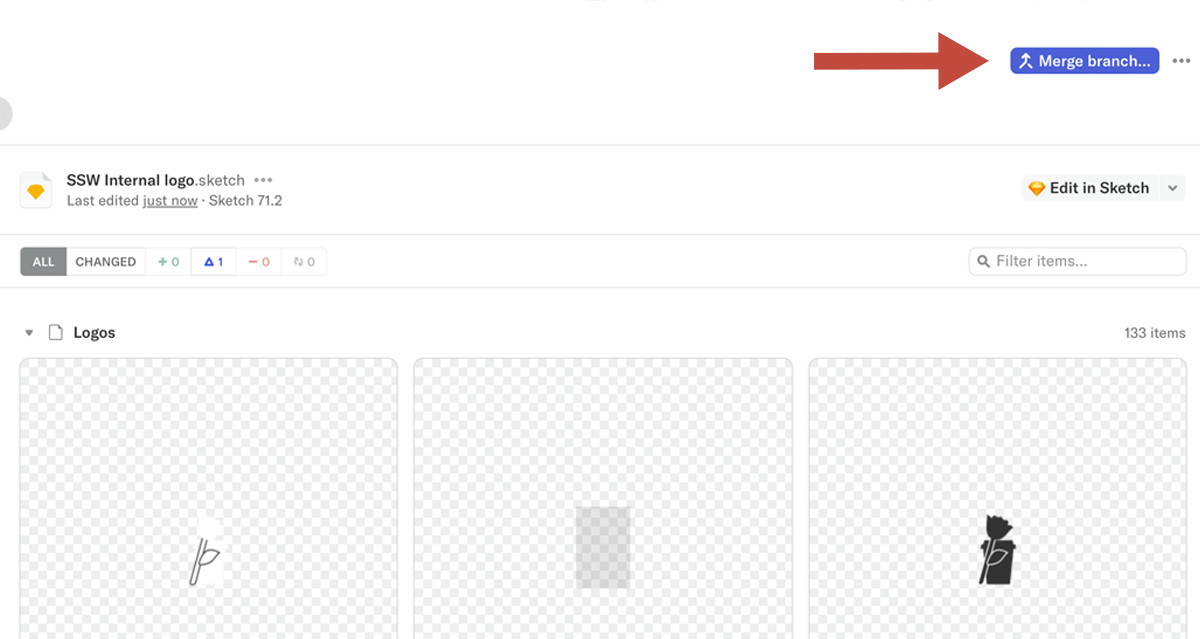 Merge branch...
SSW Internal logo.sketch
Last edited just now · Sketch 71.2
Edit in Sketch
ALL CHANGED + 0 1 − 0 0 Filter items...
Logos 133 items